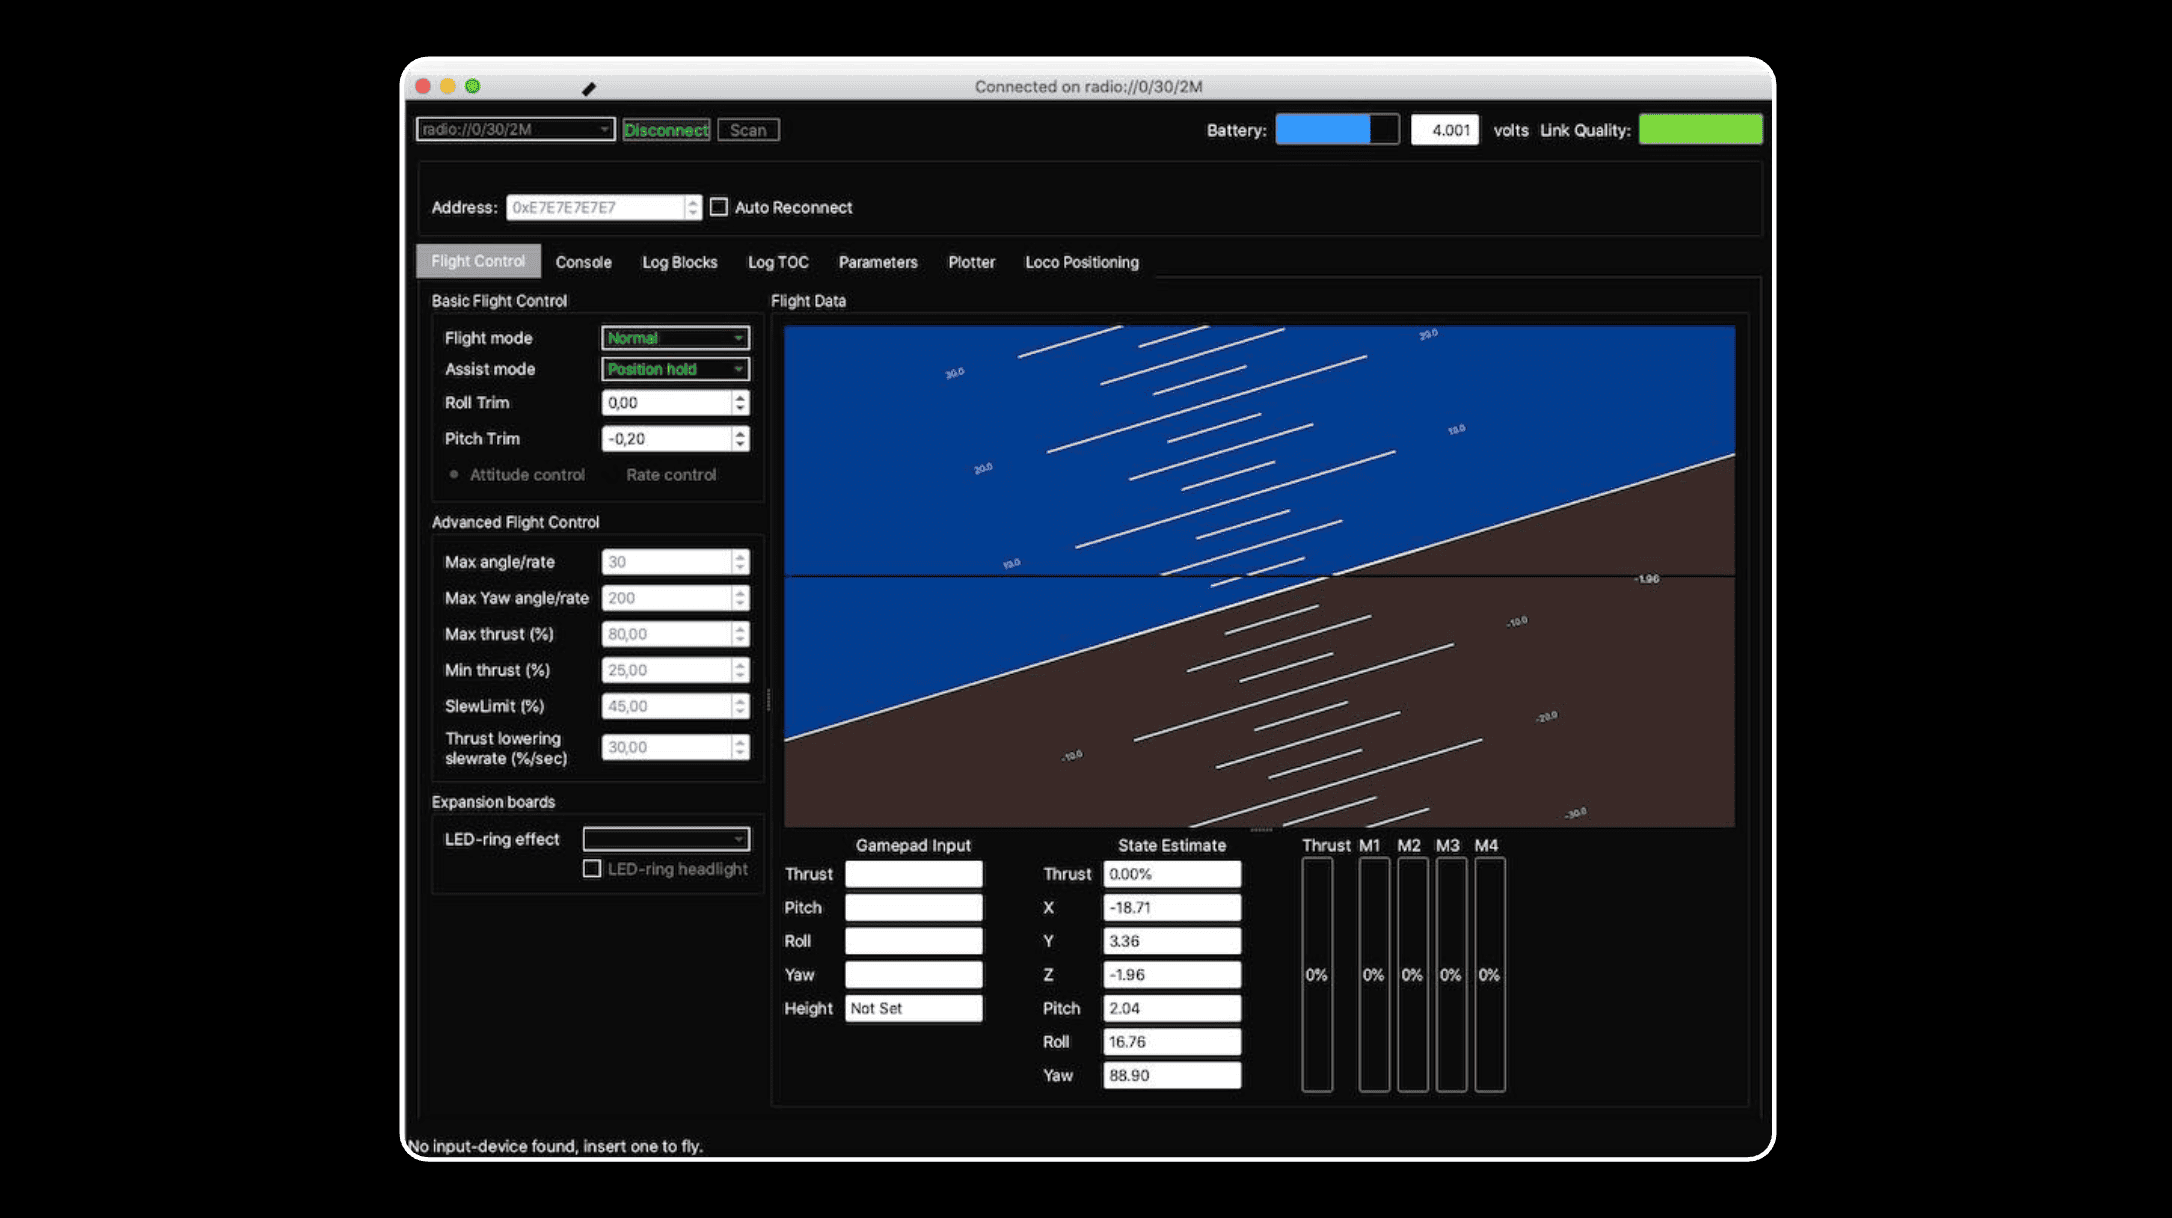 Connected on radio://0/30/2M
radio://0/30/2M Disconnect Scan Battery: 4.001 volts Link Quality:
Address: 0xE7E7E7E7E7 Auto Reconnect
Flight Control Console Log Blocks Log TOC Parameters Plotter Loco Positioning
Basic Flight Control
Flight mode Normal
Assist mode Position hold
Roll Trim 0,00
Pitch Trim -0,20
Attitude control Rate control
Advanced Flight Control
Max angle/rate 30
Max Yaw angle/rate 200
Max thrust (%) 80,00
Min thrust (%) 25,00
SlewLimit (%) 45,00
Thrust lowering
slewrate (%/sec) 30,00
Expansion boards
LED-ring effect
LED-ring headlight
Flight Data
30.0
20.0
10.0
10.0
-1.96
-10.0
-20.0
-10.0
-30.0
Gamepad Input
Thrust
Pitch
Roll
Yaw
Height Not Set
State Estimate
Thrust 0.00%
X -18.71
Y 3.36
Z -1.96
Pitch 2.04
Roll 16.76
Yaw 88.90
Thrust M1 M2 M3 M4
0% 0% 0% 0% 0%
No input-device found, insert one to fly.